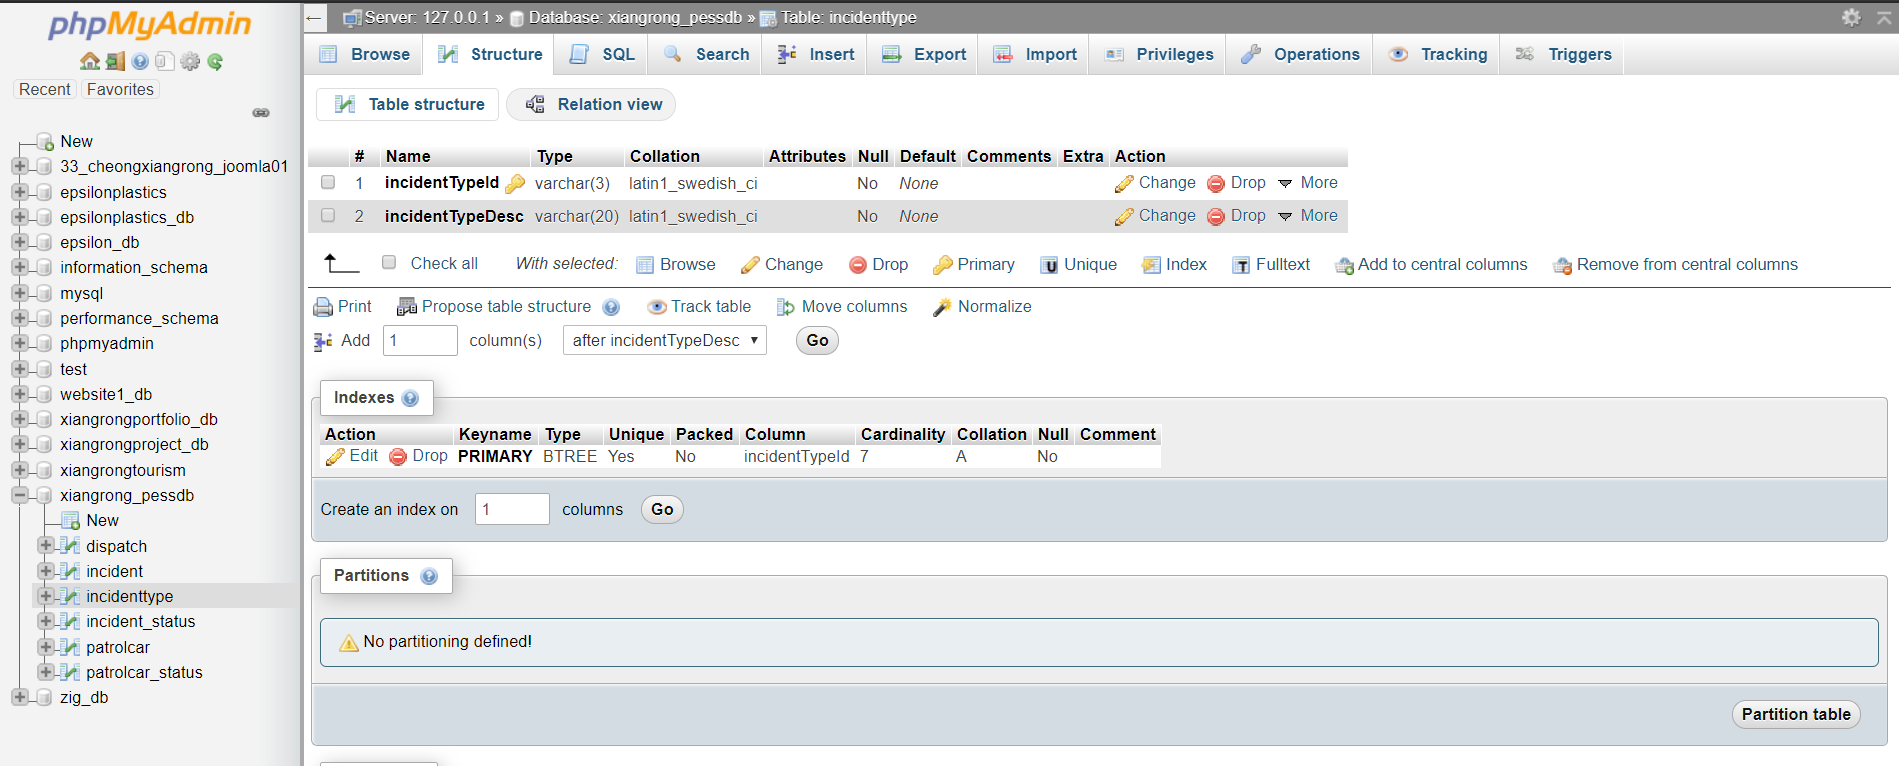 phpMyAdmin
Recent Favorites
New
33_cheongxiangrong_joomla01
epsilonplastics
epsilonplastics_db
epsilon_db
information_schema
mysql
performance_schema
phpmyadmin
test
website1_db
xiangrongportfolio_db
xiangrongproject_db
xiangrongtourism
xiangrong_pessdb
New
dispatch
incident
incidenttype
incident_status
patrolcar
patrolcar_status
zig_db
Server: 127.0.0.1 » Database: xiangrong_pessdb » Table: incidenttype
Browse Structure SQL Search Insert Export Import Privileges Operations Tracking Triggers
Table structure Relation view
# Name Type Collation Attributes Null Default Comments Extra Action
1 incidentTypeId varchar(3) latin1_swedish_ci No None Change Drop More
2 incidentTypeDesc varchar(20) latin1_swedish_ci No None Change Drop More
Check all With selected: Browse Change Drop Primary Unique Index Fulltext Add to central columns Remove from central columns
Print Propose table structure Track table Move columns Normalize
Add 1 column(s) after incidentTypeDesc Go
Indexes
Action Keyname Type Unique Packed Column Cardinality Collation Null Comment
Edit Drop PRIMARY BTREE Yes No incidentTypeId 7 A No
Create an index on 1 columns Go
Partitions
No partitioning defined!
Partition table